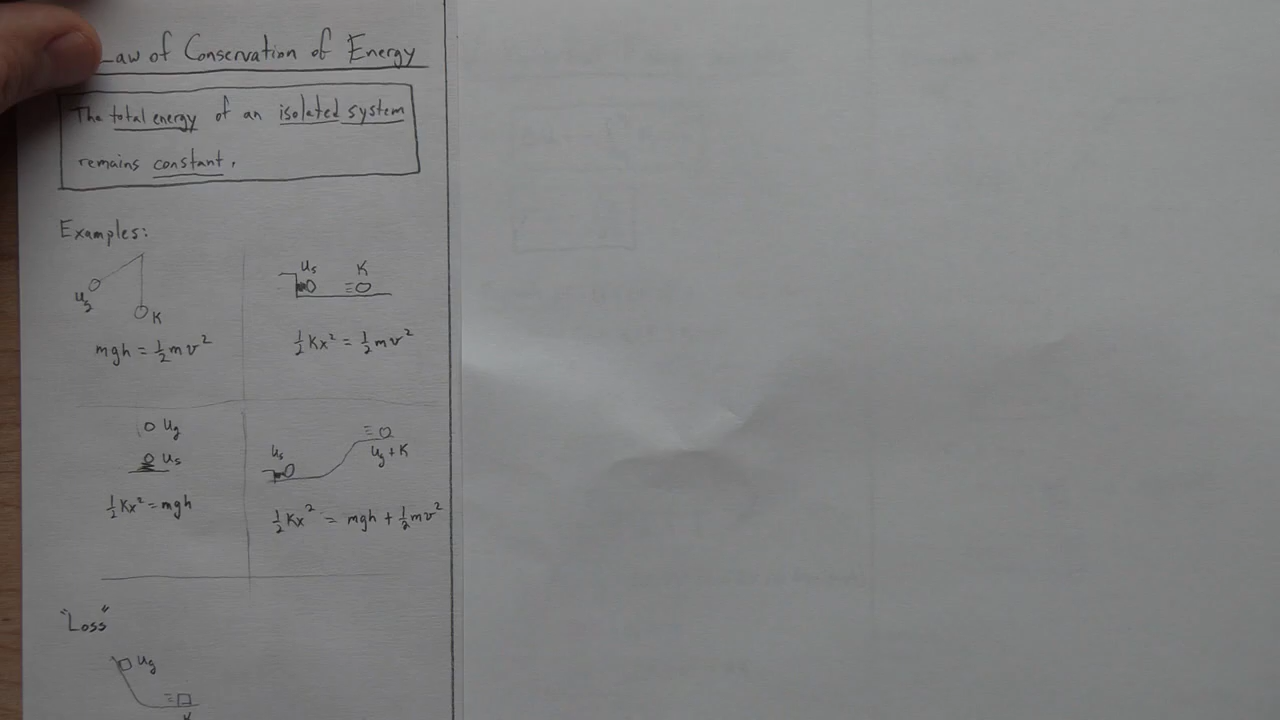 Law of Conservation of Energy
The total energy of an isolated system
remains constant.
Examples:
Ug
K
mgh = ½mv²
Us
K
½Kx² = ½mv²
Ug
Us
½Kx² = mgh
Us
Ug + K
½Kx² = mgh + ½mv²
"Loss"
Ug
K